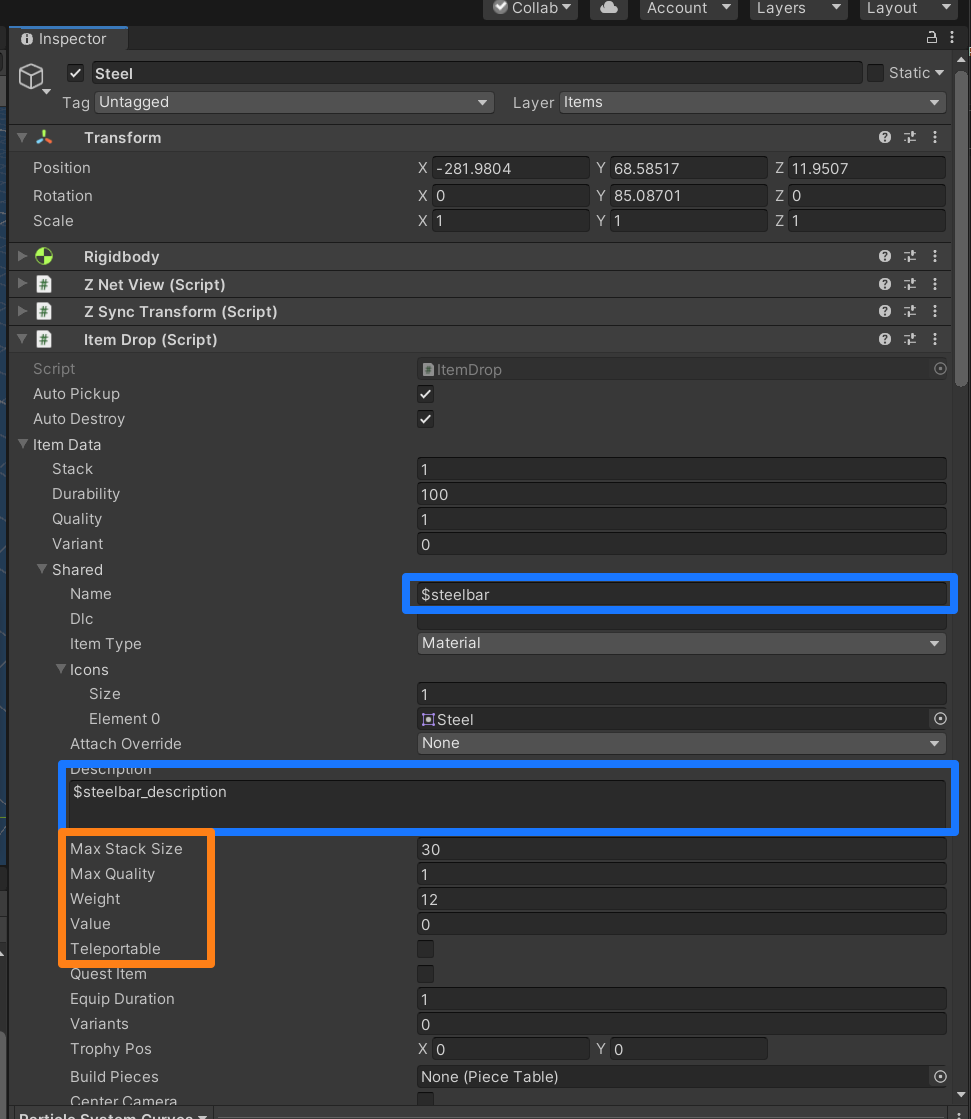 Collab Account Layers Layout
Inspector
Steel Static
Tag Untagged Layer Items
Transform
Position X -281.9804 Y 68.58517 Z 11.9507
Rotation X 0 Y 85.08701 Z 0
Scale X 1 Y 1 Z 1
Rigidbody
Z Net View (Script)
# Z Sync Transform (Script)
# Item Drop (Script)
Script # ItemDrop
Auto Pickup
Auto Destroy
Item Data
Stack 1
Durability 100
Quality 1
Variant 0
Shared
Name $steelbar
Dlc
Item Type Material
Icons
Size 1
Element 0 Steel
Attach Override None
Description
$steelbar_description
Max Stack Size 30
Max Quality 1
Weight 12
Value 0
Teleportable
Quest Item
Equip Duration 1
Variants 0
Trophy Pos X 0 Y 0
Build Pieces None (Piece Table)
Center Camera
Particle System Curves